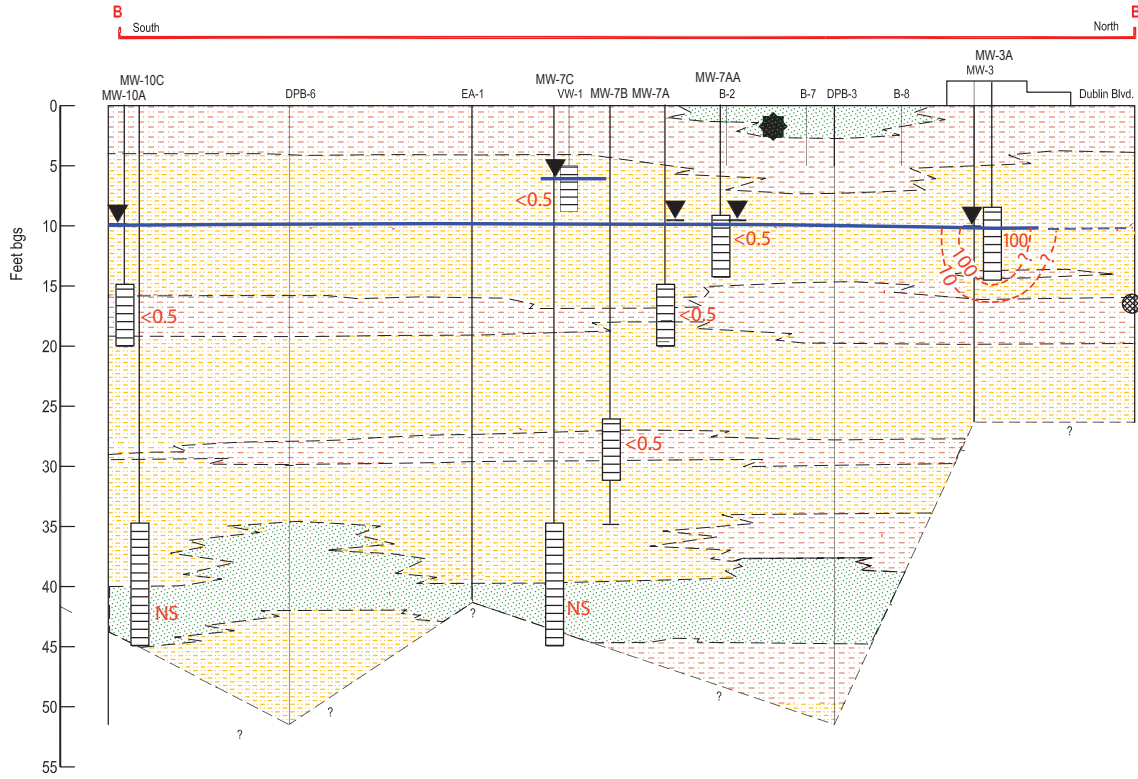 B B
South North
MW-3A
MW-10C MW-7C MW-7AA MW-3
MW-10A DPB-6 EA-1 VW-1 MW-7B MW-7A B-2 B-7 DPB-3 B-8 Dublin Blvd.
0
5
<0.5
10
<0.5 100 100 10 ? ?
15
<0.5 <0.5
20
25
<0.5
?
30
35
40
NS NS
?
45
50
?
?
?
55
Feet bgs